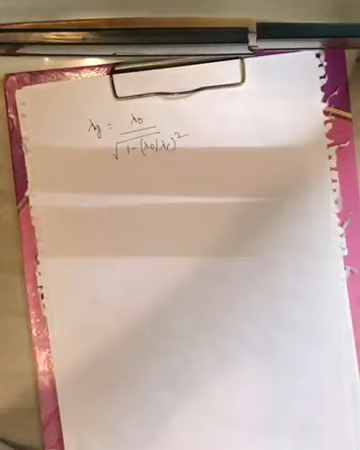 λg = λ0 / √1-(λ0/λc)²